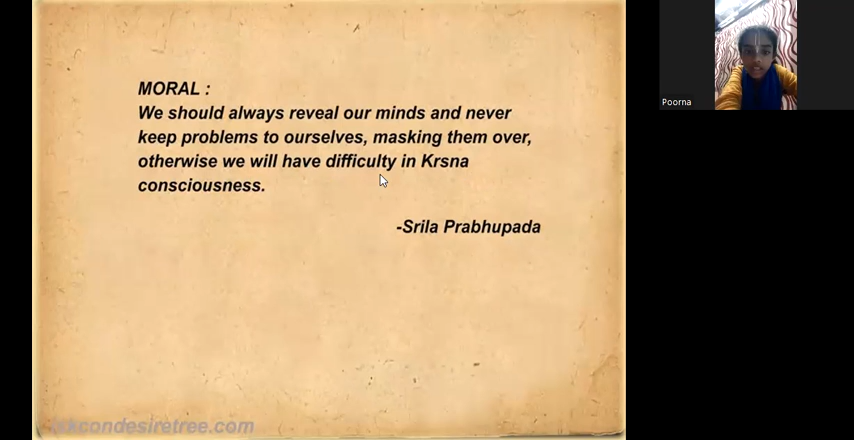 MORAL :
We should always reveal our minds and never
keep problems to ourselves, masking them over,
otherwise we will have difficulty in Krsna
consciousness.
-Srila Prabhupada
Poorna
iskcondesiretree.com